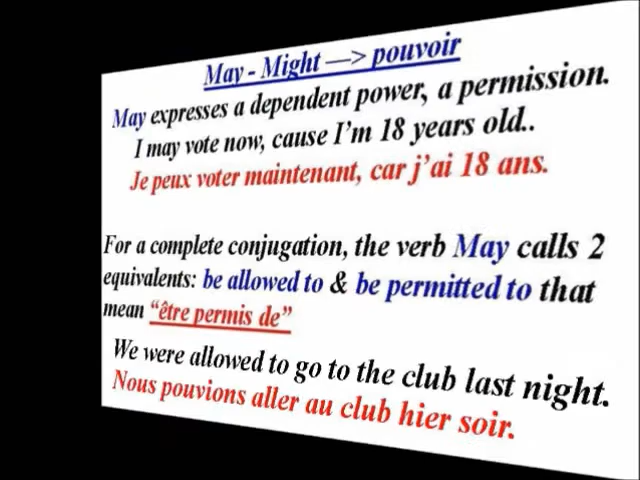 May - Might —> pouvoir
May expresses a dependent power, a permission.
I may vote now, cause I'm 18 years old..
Je peux voter maintenant, car j'ai 18 ans.
For a complete conjugation, the verb May calls 2
equivalents: be allowed to & be permitted to that
mean “être permis de”
We were allowed to go to the club last night.
Nous pouvions aller au club hier soir.